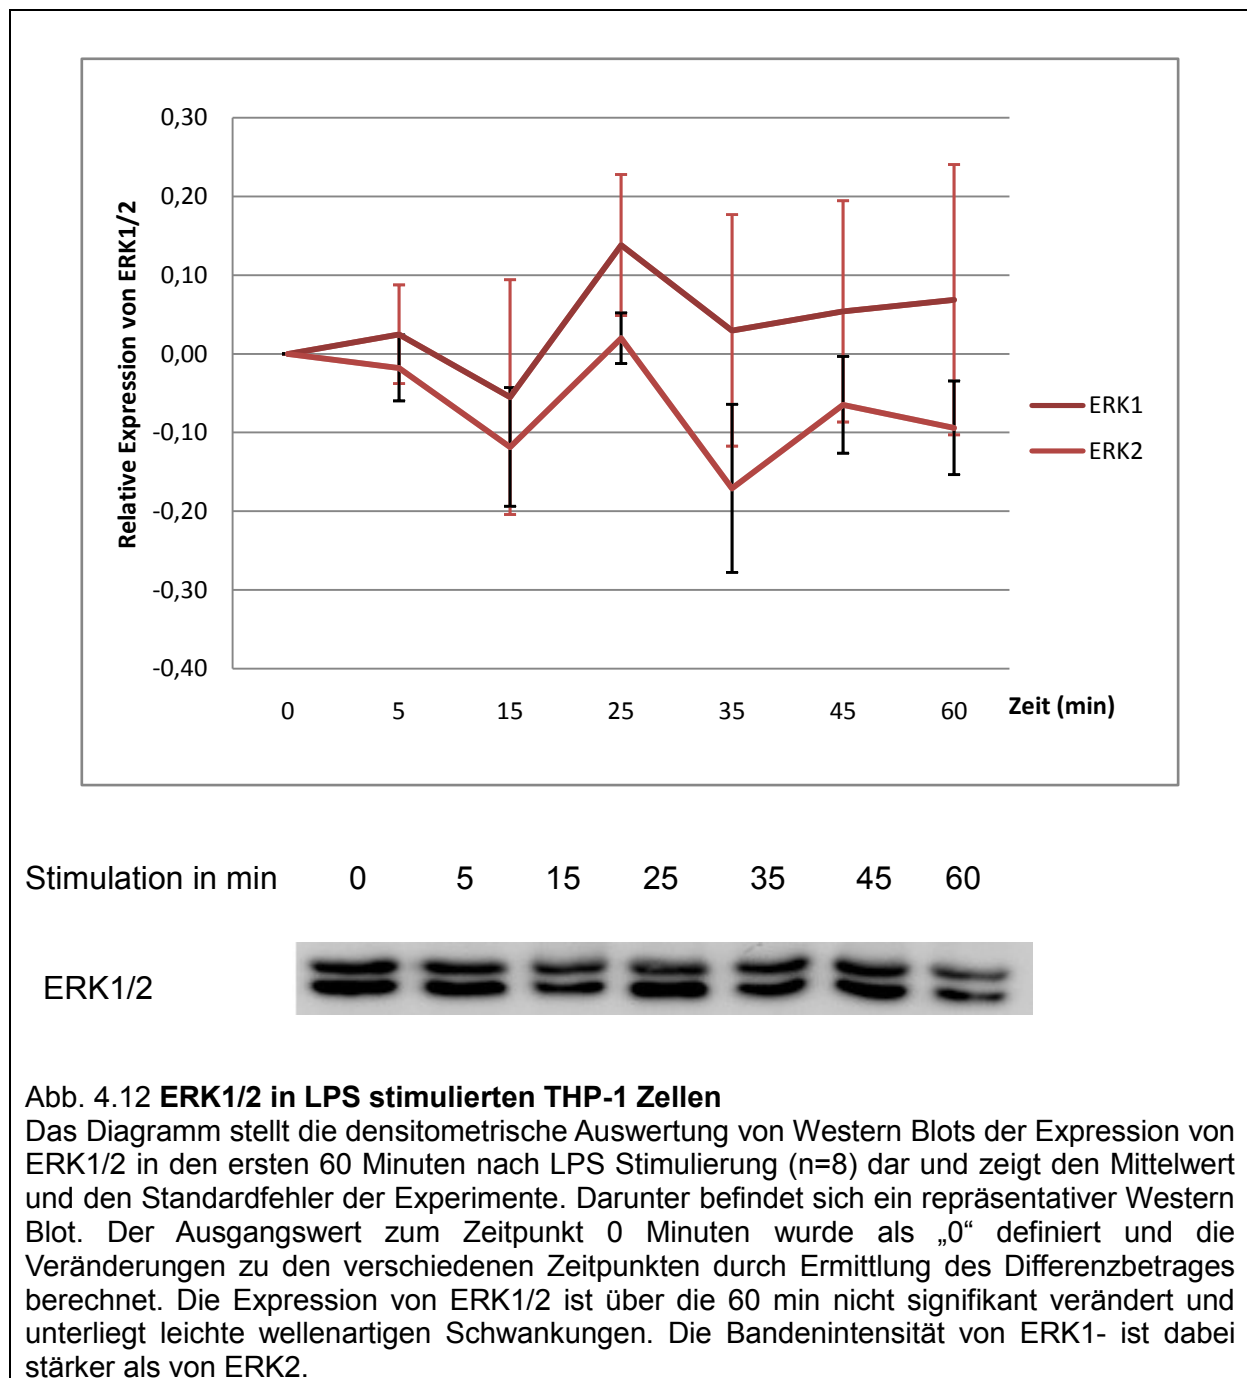 0,30
0,20
0,10
0,00
-0,10
-0,20
-0,30
-0,40
Relative Expression von ERK1/2
0 5 15 25 35 45 60 Zeit (min)
ERK1
ERK2
Stimulation in min 0 5 15 25 35 45 60
ERK1/2
Abb. 4.12 ERK1/2 in LPS stimulierten THP-1 Zellen
Das Diagramm stellt die densitometrische Auswertung von Western Blots der Expression von
ERK1/2 in den ersten 60 Minuten nach LPS Stimulierung (n=8) dar und zeigt den Mittelwert
und den Standardfehler der Experimente. Darunter befindet sich ein repräsentativer Western
Blot. Der Ausgangswert zum Zeitpunkt 0 Minuten wurde als „0“ definiert und die
Veränderungen zu den verschiedenen Zeitpunkten durch Ermittlung des Differenzbetrages
berechnet. Die Expression von ERK1/2 ist über die 60 min nicht signifikant verändert und
unterliegt leichte wellenartigen Schwankungen. Die Bandenintensität von ERK1- ist dabei
stärker als von ERK2.